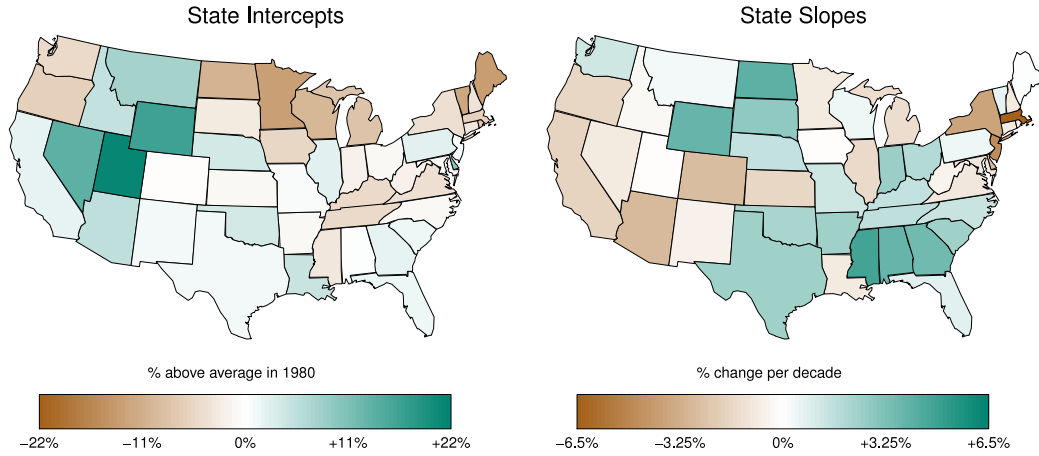 State Intercepts
State Slopes
% above average in 1980
−22% −11% 0% +11% +22%
% change per decade
−6.5% −3.25% 0% +3.25% +6.5%